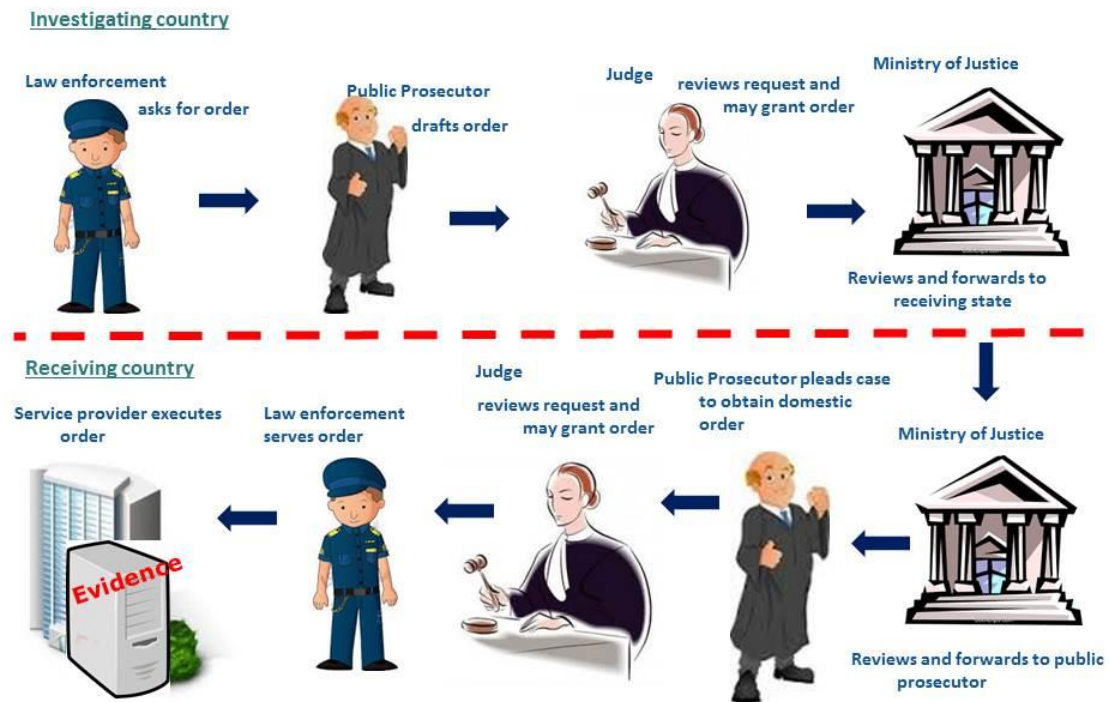 Investigating country
Law enforcement
asks for order
Public Prosecutor
drafts order
Judge
reviews request and
may grant order
Ministry of Justice
Reviews and forwards to
receiving state
Receiving country
Service provider executes
order
Evidence
Law enforcement
serves order
Judge
reviews request and
may grant order
Public Prosecutor pleads case
to obtain domestic
order
Ministry of Justice
Reviews and forwards to public
prosecutor